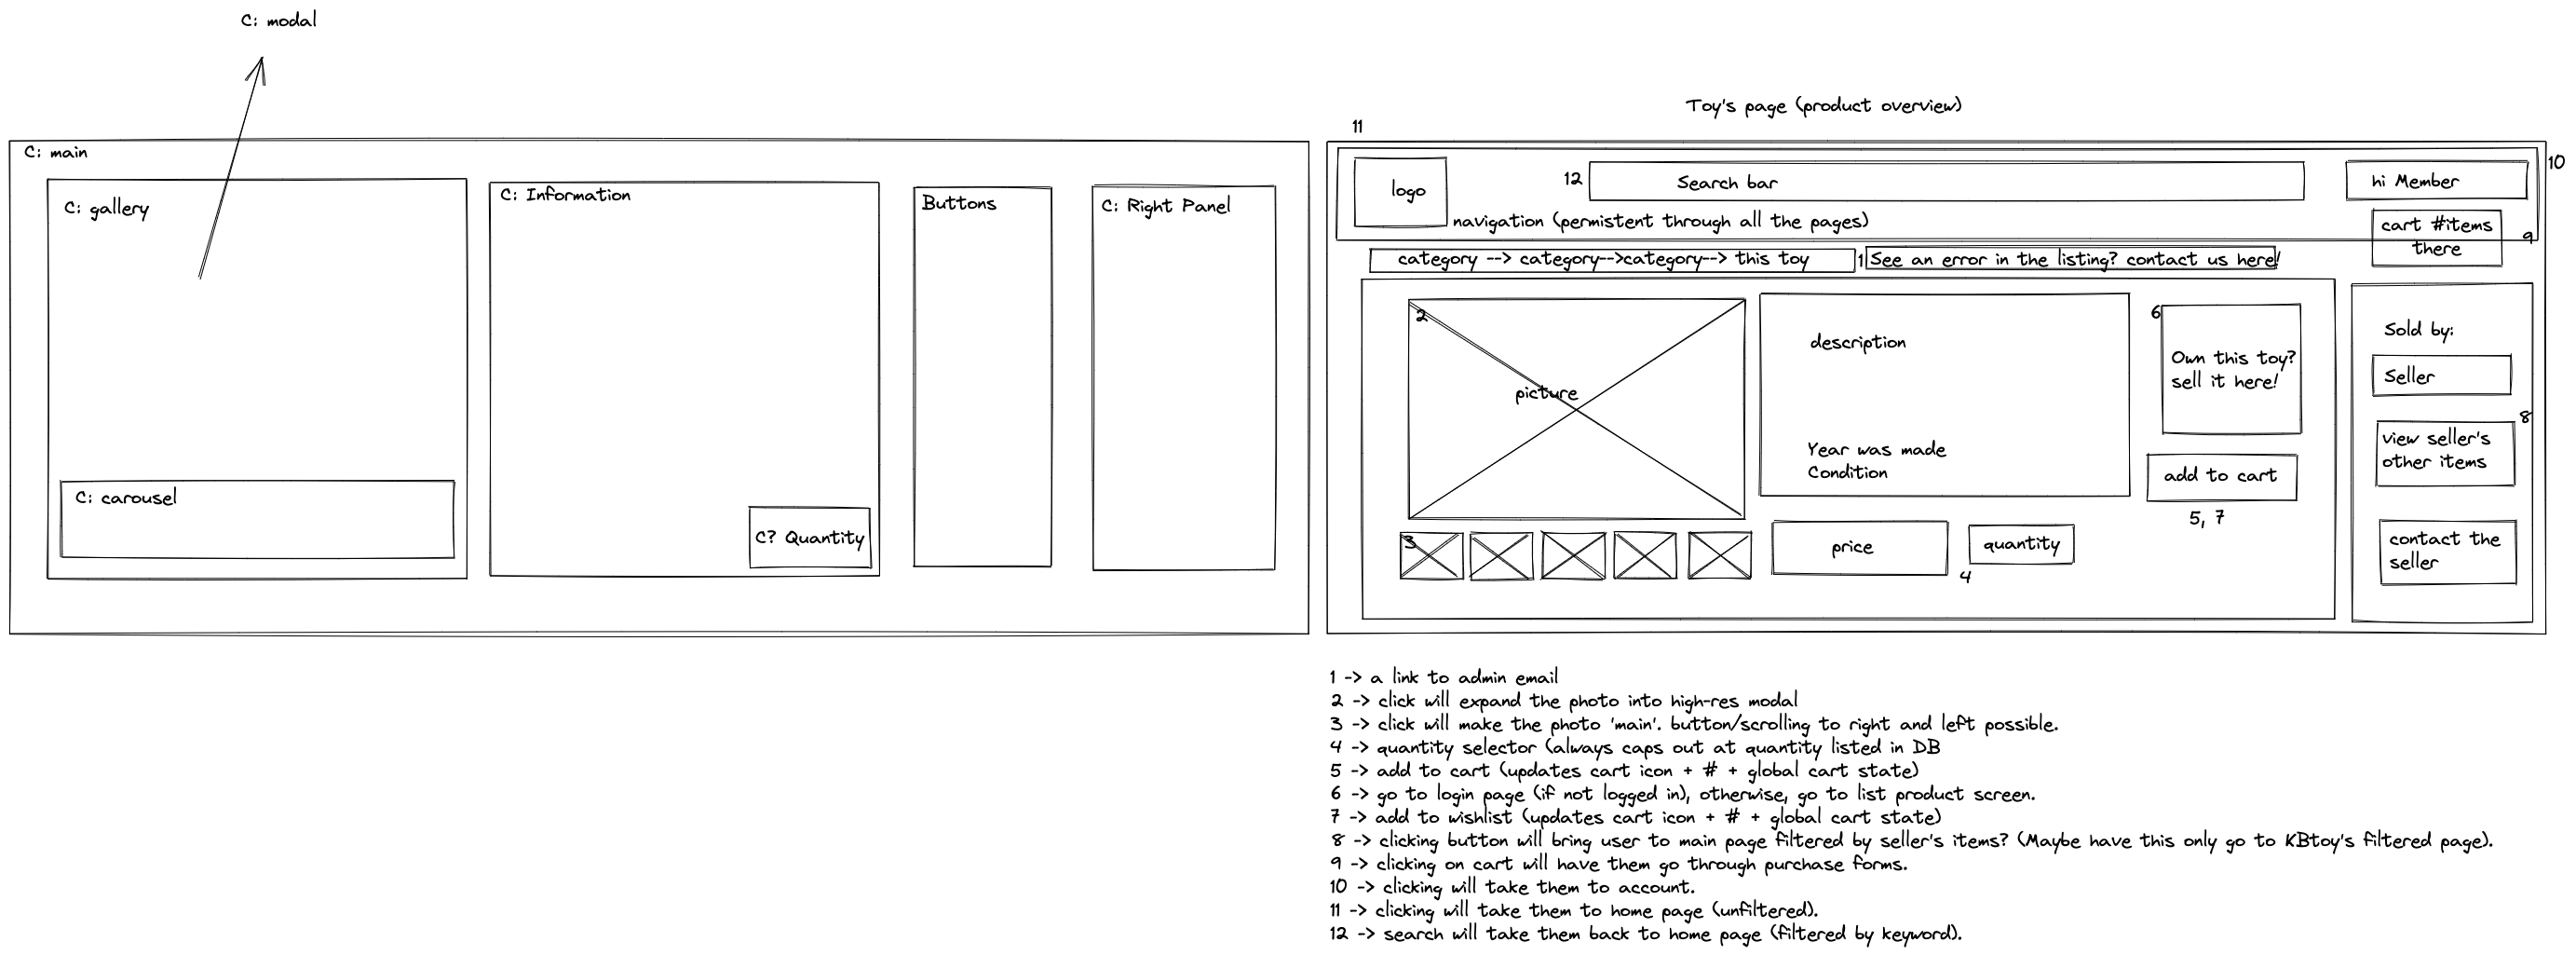 C: modal
C: main
C: gallery
C: carousel
C: Information
C? Quantity
Buttons
C: Right Panel
Toy's page (product overview)
11
10
logo
12
Search bar
hi Member
navigation (permistent through all the pages)
cart #items
there
9
category --> category-->category--> this toy
1
See an error in the listing? contact us here!
2
picture
3
description
Year was made
Condition
price
quantity
4
6
Own this toy?
sell it here!
add to cart
5, 7
Sold by:
Seller
8
view seller's
other items
contact the
seller
1 -> a link to admin email
2 -> click will expand the photo into high-res modal
3 -> click will make the photo 'main'. button/scrolling to right and left possible.
4 -> quantity selector (always caps out at quantity listed in DB
5 -> add to cart (updates cart icon + # + global cart state)
6 -> go to login page (if not logged in), otherwise, go to list product screen.
7 -> add to wishlist (updates cart icon + # + global cart state)
8 -> clicking button will bring user to main page filtered by seller's items? (Maybe have this only go to KBtoy's filtered page).
9 -> clicking on cart will have them go through purchase forms.
10 -> clicking will take them to account.
11 -> clicking will take them to home page (unfiltered).
12 -> search will take them back to home page (filtered by keyword).